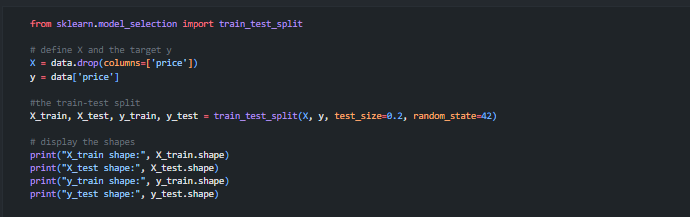 from sklearn.model_selection import train_test_split
# define X and the target y
X = data.drop(columns=['price'])
y = data['price']
#the train-test split
X_train, X_test, y_train, y_test = train_test_split(X, y, test_size=0.2, random_state=42)
# display the shapes
print("X_train shape:", X_train.shape)
print("X_test shape:", X_test.shape)
print("y_train shape:", y_train.shape)
print("y_test shape:", y_test.shape)